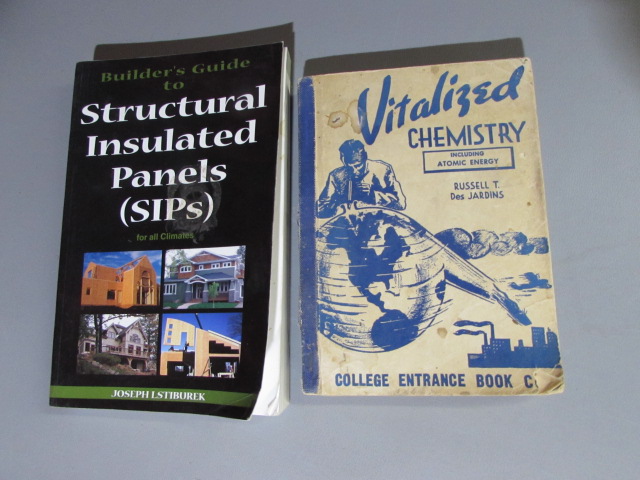 Builder's Guide
to
Structural
Insulated
Panels
(SIPs)
for all Climates
JOSEPH LSTIBUREK
Vitalized
CHEMISTRY
INCLUDING
ATOMIC ENERGY
RUSSELL T.
Des JARDINS
COLLEGE ENTRANCE BOOK C